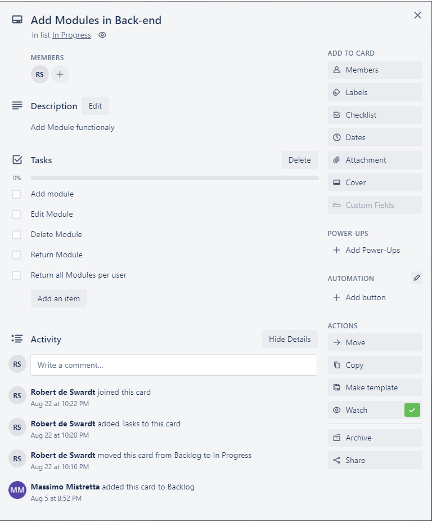 Add Modules in Back-end
in list In Progress
MEMBERS
RS
Description
Edit
Add Module functionaly
Tasks
Delete
0%
Add module
Edit Module
Delete Module
Return Module
Return all Modules per user
Add an item
Activity
Hide Details
RS
Write a comment...
RS
Robert de Swardt joined this card
Aug 22 at 10:22 PM
RS
Robert de Swardt added Tasks to this card
Aug 22 at 10:20 PM
RS
Robert de Swardt moved this card from Backlog to In Progress
Aug 22 at 10:16 PM
MM
Massimo Mistretta added this card to Backlog
Aug 5 at 8:52 PM
ADD TO CARD
Members
Labels
Checklist
Dates
Attachment
Cover
Custom Fields
POWER-UPS
Add Power-Ups
AUTOMATION
Add button
ACTIONS
Move
Copy
Make template
Watch
Archive
Share